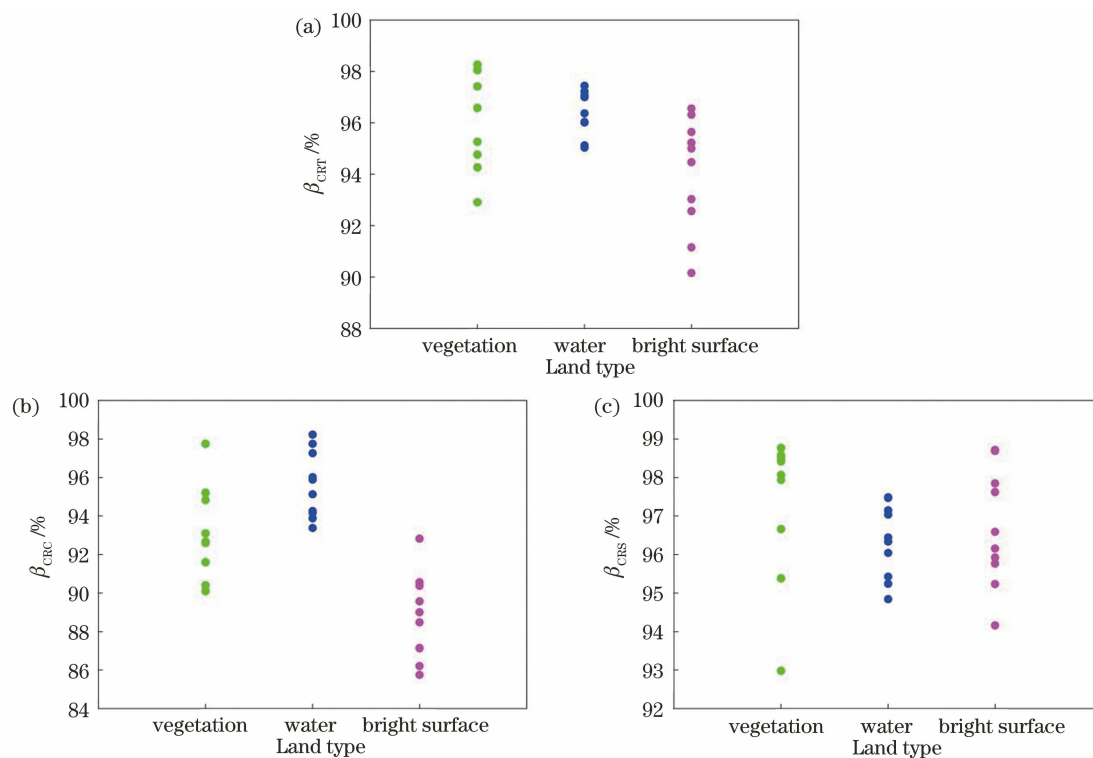 (a)
100
98
96
94
92
90
88
β_CRT /%
vegetation water bright surface
Land type
(b)
100
98
96
94
92
90
88
86
84
β_CRC /%
vegetation water bright surface
Land type
(c)
100
99
98
97
96
95
94
93
92
β_CRS /%
vegetation water bright surface
Land type